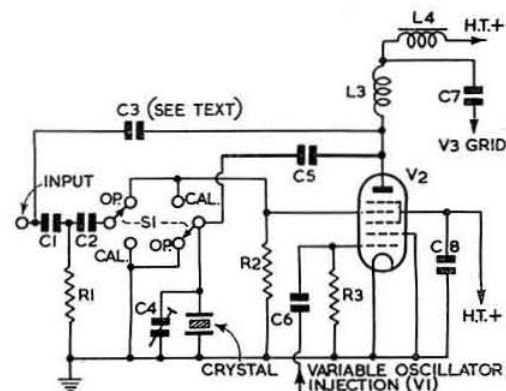 L4
H.T.+
L3
C7
C3 (SEE TEXT)
V3 GRID
INPUT
OP.
CAL.
C5
V2
C1
C2
S1
CAL.
OP.
R1
R2
C4
C6
R3
C8
H.T.+
CRYSTAL
VARIABLE OSCILLATOR
INJECTION (V1)